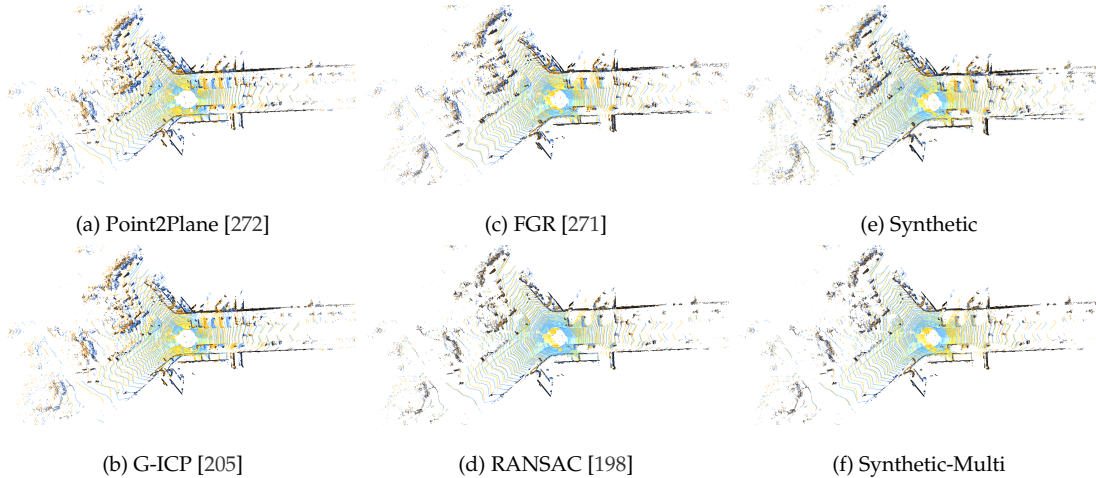 (a) Point2Plane [272]
(c) FGR [271]
(e) Synthetic
(b) G-ICP [205]
(d) RANSAC [198]
(f) Synthetic-Multi